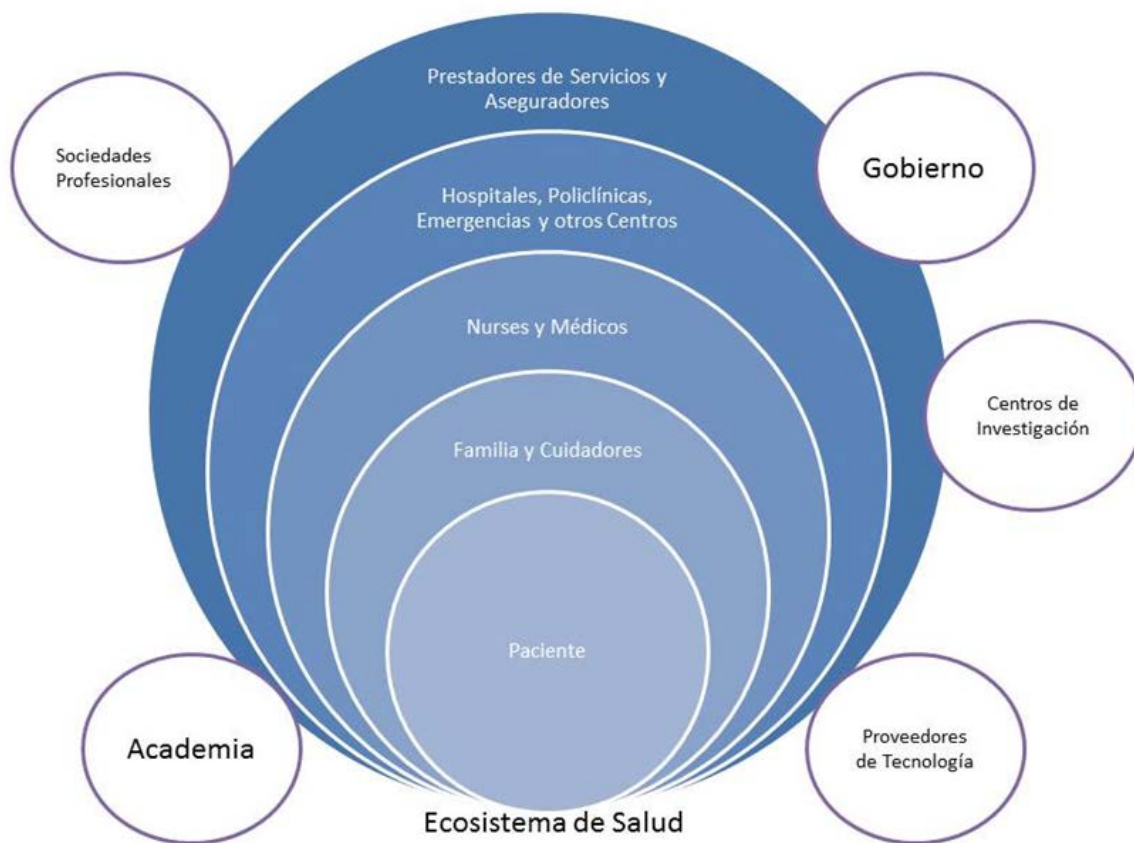 Prestadores de Servicios y
Aseguradores
Sociedades
Profesionales
Gobierno
Hospitales, Policlínicas,
Emergencias y otros Centros
Nurses y Médicos
Centros de
Investigación
Familia y Cuidadores
Paciente
Academia
Proveedores
de Tecnología
Ecosistema de Salud